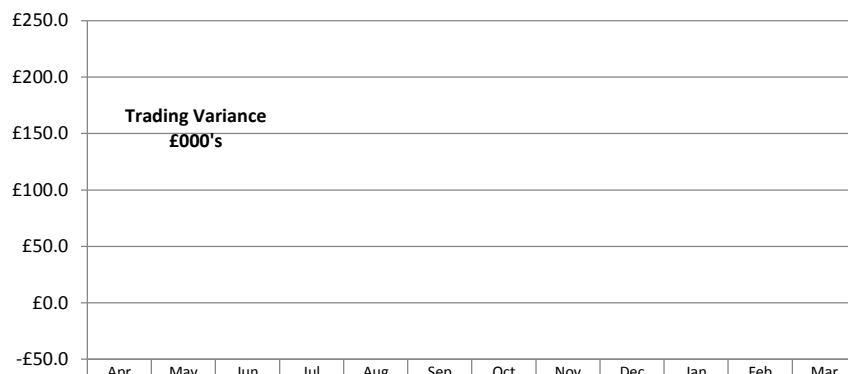 £250.0
£200.0
Trading Variance
£000's
£150.0
£100.0
£50.0
£0.0
-£50.0
Apr May Jun Jul Aug Sep Oct Nov Dec Jan Feb Mar